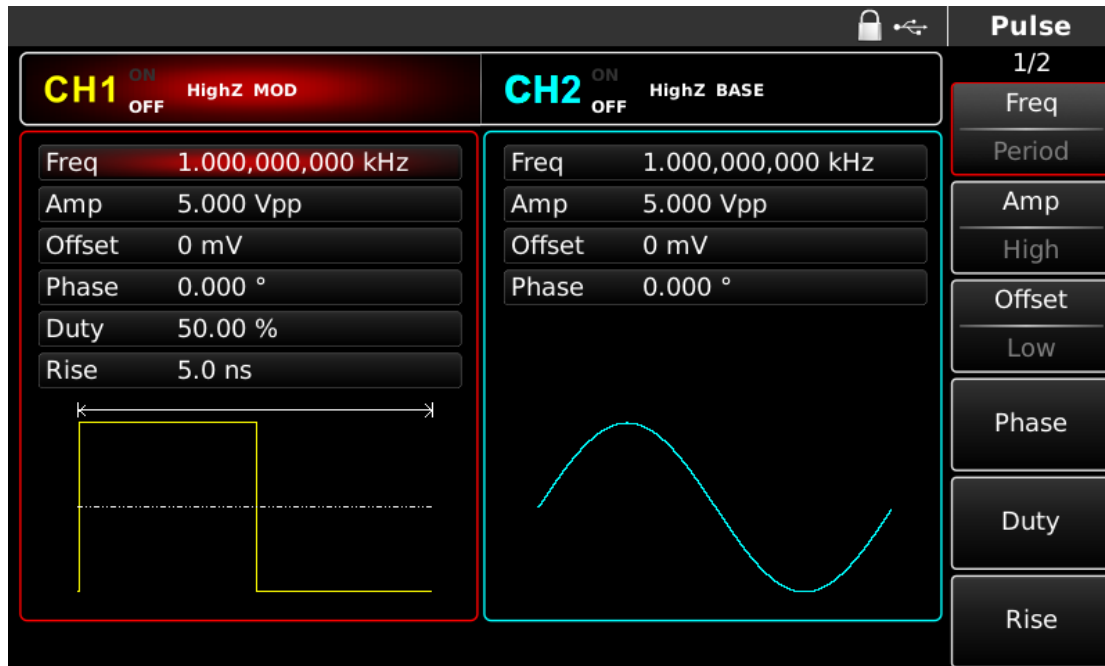 Pulse
1/2
CH1 ON OFF HighZ MOD
CH2 ON OFF HighZ BASE
Freq 1.000,000,000 kHz
Amp 5.000 Vpp
Offset 0 mV
Phase 0.000 °
Duty 50.00 %
Rise 5.0 ns
Freq 1.000,000,000 kHz
Amp 5.000 Vpp
Offset 0 mV
Phase 0.000 °
Freq
Period
Amp
High
Offset
Low
Phase
Duty
Rise